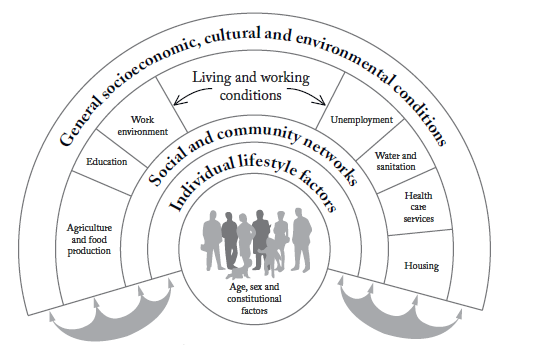 General socioeconomic, cultural and environmental conditions
Living and working
conditions
Work
environment
Unemployment
Education
Water and
sanitation
Social and community networks
Individual lifestyle factors
Agriculture
and food
production
Health
care
services
Housing
Age, sex and
constitutional
factors